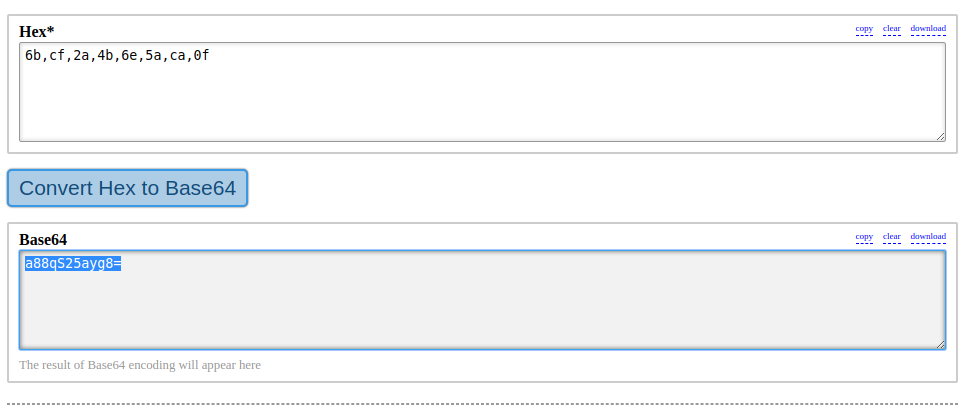 Hex*
copy clear download
6b,cf,2a,4b,6e,5a,ca,0f
Convert Hex to Base64
Base64
copy clear download
a88qS25ayg8=
The result of Base64 encoding will appear here